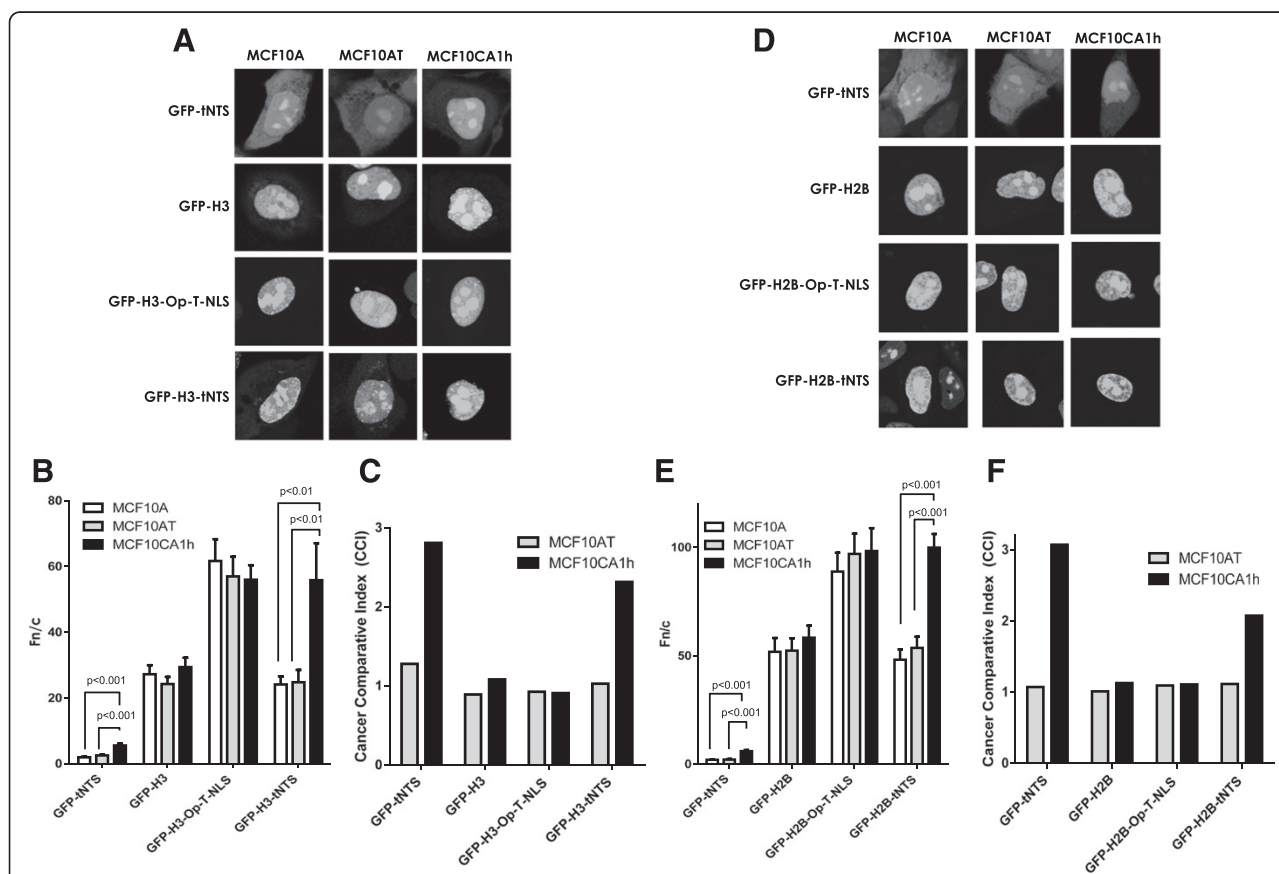 A
MCF10A MCF10AT MCF10CA1h
GFP-tNTS
GFP-H3
GFP-H3-Op-T-NLS
GFP-H3-tNTS
D
MCF10A MCF10AT MCF10CA1h
GFP-tNTS
GFP-H2B
GFP-H2B-Op-T-NLS
GFP-H2B-tNTS
B
Fn/c
80
60
40
20
0
MCF10A
MCF10AT
MCF10CA1h
p<0.001
p<0.001
p<0.01
p<0.01
GFP-tNTS
GFP-H3
GFP-H3-Op-T-NLS
GFP-H3-tNTS
C
Cancer Comparative Index (CCI)
3
2
1
0
MCF10AT
MCF10CA1h
GFP-tNTS
GFP-H3
GFP-H3-Op-T-NLS
GFP-H3-tNTS
E
Fn/c
100
50
0
MCF10A
MCF10AT
MCF10CA1h
p<0.001
p<0.001
p<0.001
p<0.001
GFP-tNTS
GFP-H2B
GFP-H2B-Op-T-NLS
GFP-H2B-tNTS
F
Cancer Comparative Index (CCI)
3
2
1
0
MCF10AT
MCF10CA1h
GFP-tNTS
GFP-H2B
GFP-H2B-Op-T-NLS
GFP-H2B-tNTS